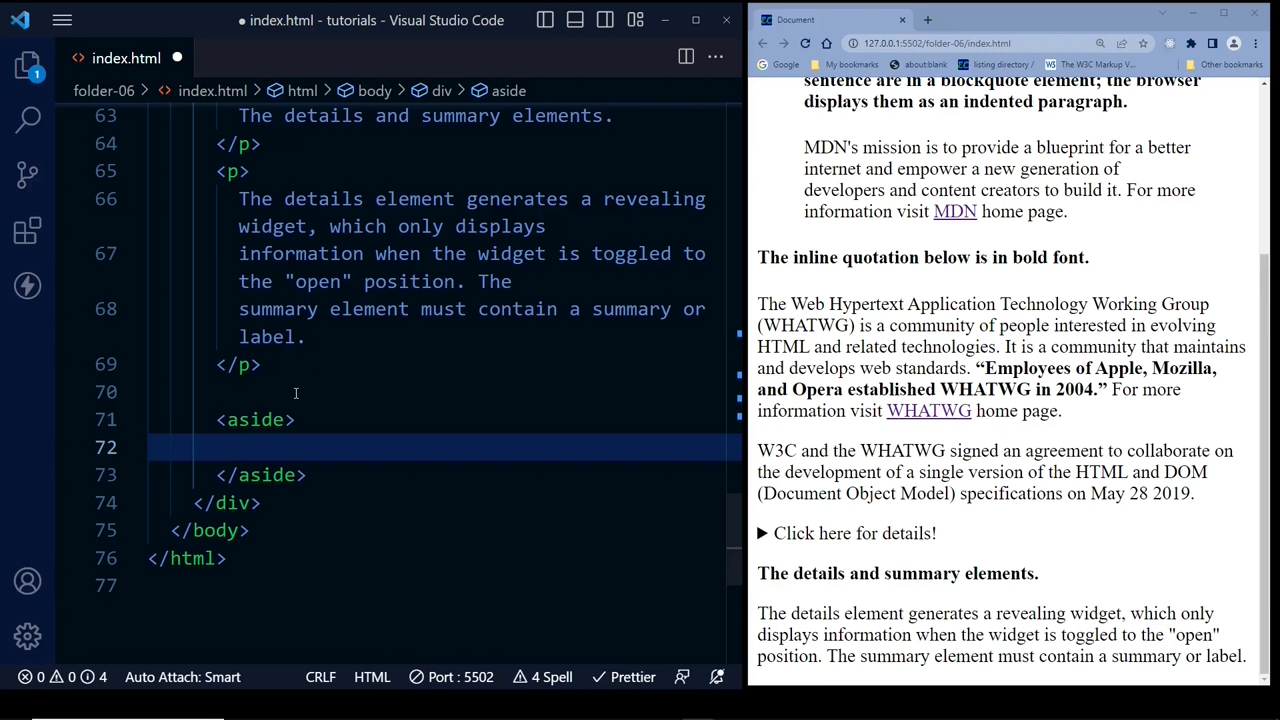 ● index.html - tutorials - Visual Studio Code
index.html
folder-06 > index.html > html > body > div > aside
1
63 The details and summary elements.
64 </p>
65 <p>
66 The details element generates a revealing
widget, which only displays
67 information when the widget is toggled to
the "open" position. The
68 summary element must contain a summary or
label.
69 </p>
70
71 <aside>
72
73 </aside>
74 </div>
75 </body>
76 </html>
77
0 0 4 Auto Attach: Smart CRLF HTML Port : 5502 4 Spell Prettier
Document
127.0.0.1:5502/folder-06/index.html
Google My bookmarks about:blank listing directory / The W3C Markup V... Other bookmarks
sentence are in a blockquote element; the browser
displays them as an indented paragraph.
MDN's mission is to provide a blueprint for a better
internet and empower a new generation of
developers and content creators to build it. For more
information visit MDN home page.
The inline quotation below is in bold font.
The Web Hypertext Application Technology Working Group
(WHATWG) is a community of people interested in evolving
HTML and related technologies. It is a community that maintains
and develops web standards. “Employees of Apple, Mozilla,
and Opera established WHATWG in 2004.” For more
information visit WHATWG home page.
W3C and the WHATWG signed an agreement to collaborate on
the development of a single version of the HTML and DOM
(Document Object Model) specifications on May 28 2019.
Click here for details!
The details and summary elements.
The details element generates a revealing widget, which only
displays information when the widget is toggled to the "open"
position. The summary element must contain a summary or label.